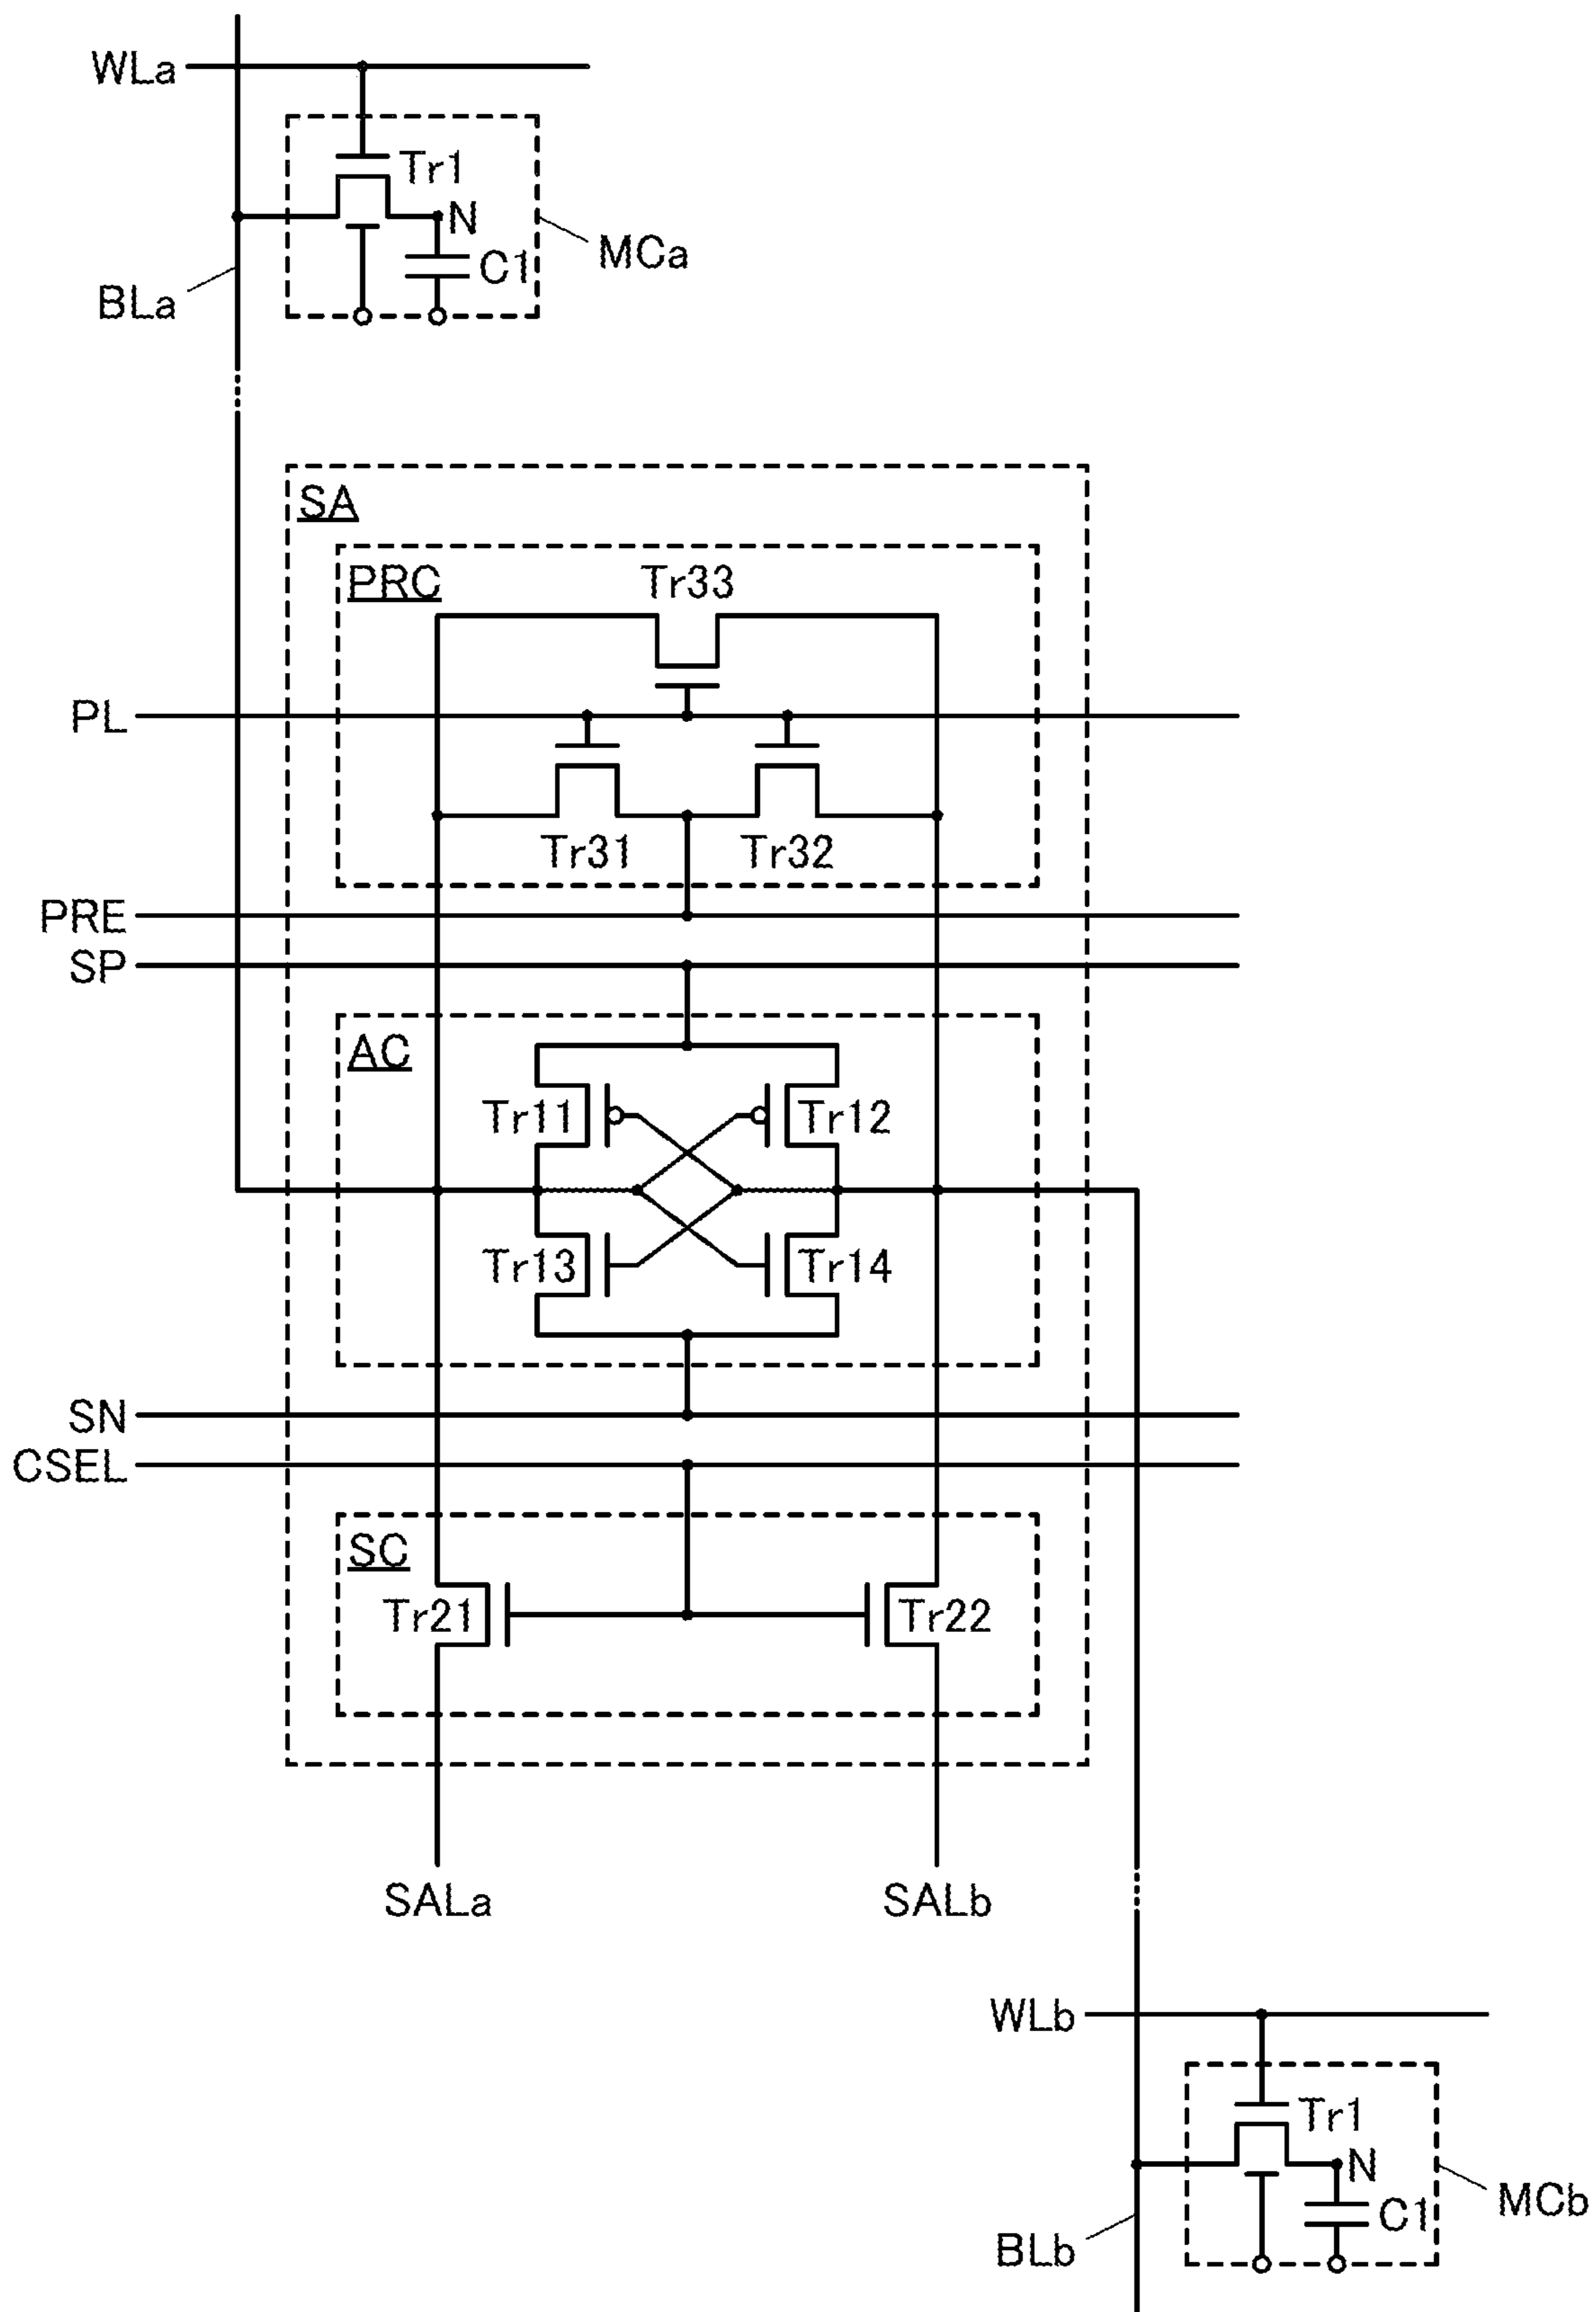 WLa
Tr1
N
C1
MCa
BLa
SA
PRC
Tr33
PL
Tr31
Tr32
PRE
SP
AC
Tr11
Tr12
Tr13
Tr14
SN
CSEL
SC
Tr21
Tr22
SALa
SALb
WLb
Tr1
N
C1
MCb
BLb